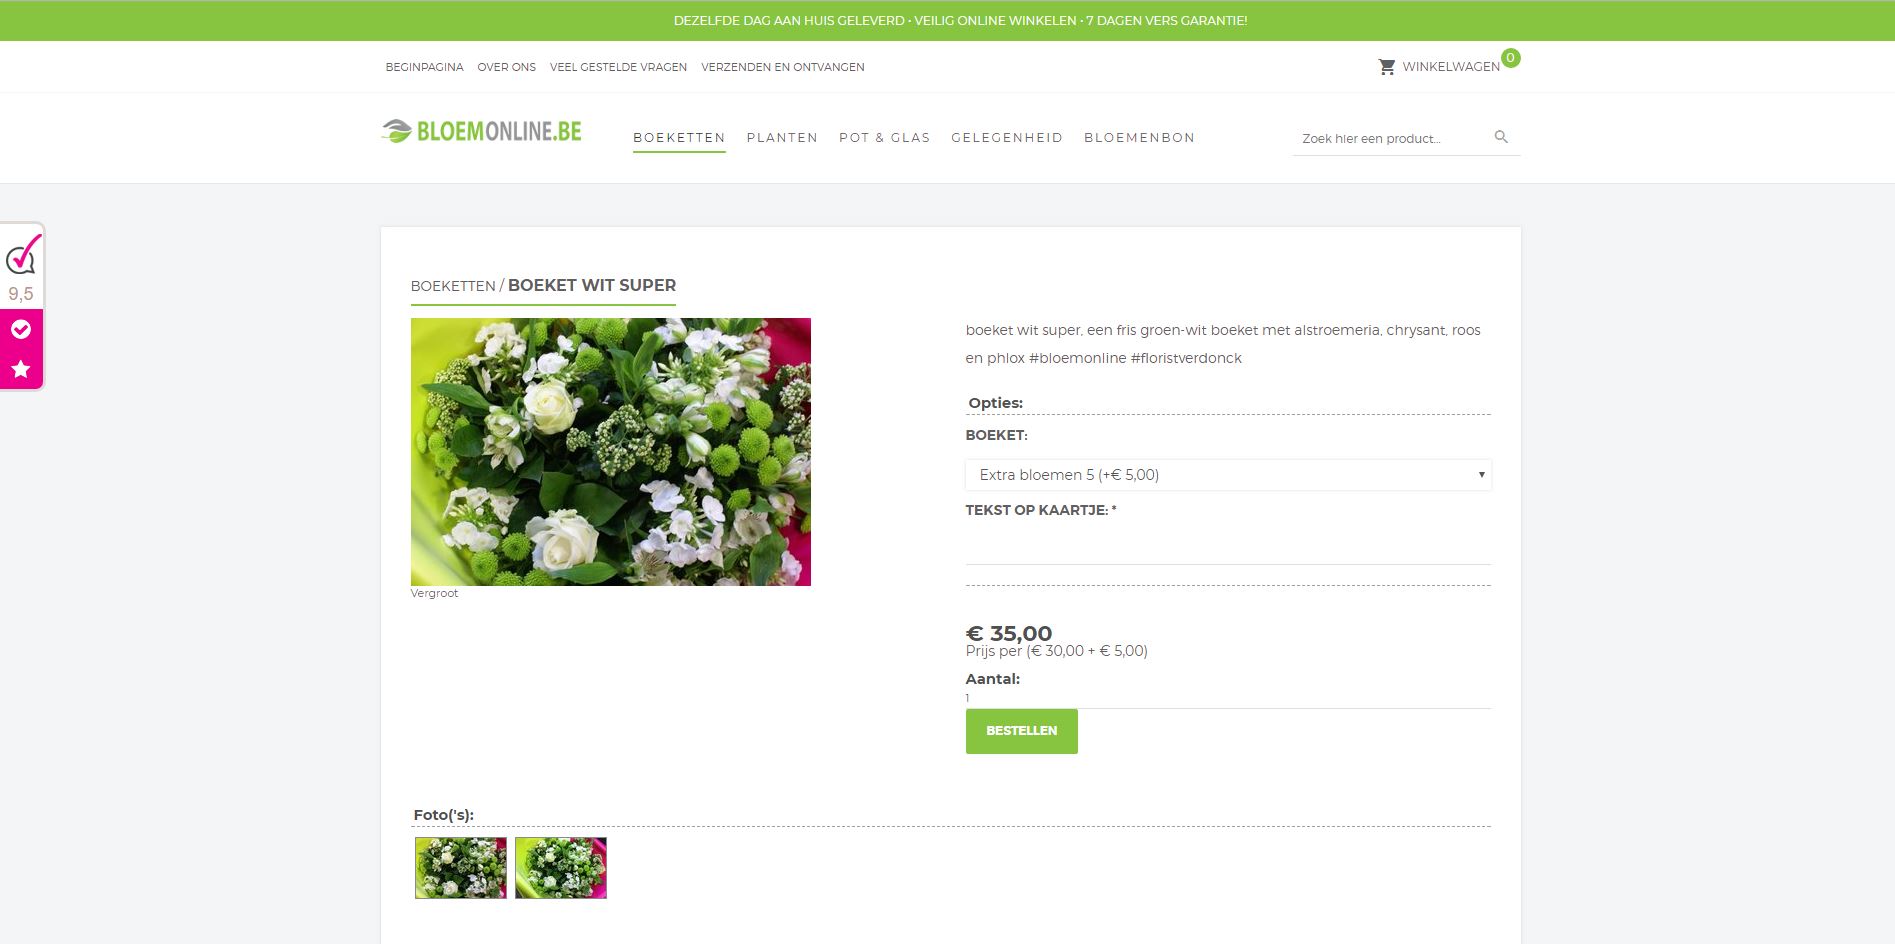 DEZELFDE DAG AAN HUIS GELEVERD • VEILIG ONLINE WINKELEN • 7 DAGEN VERS GARANTIE!
BEGINPAGINA OVER ONS VEEL GESTELDE VRAGEN VERZENDEN EN ONTVANGEN
WINKELWAGEN 0
BLOEMONLINE.BE
BOEKETTEN PLANTEN POT & GLAS GELEGENHEID BLOEMENBON
Zoek hier een product...
9,5
BOEKETTEN / BOEKET WIT SUPER
Vergroot
boeket wit super, een fris groen-wit boeket met alstroemeria, chrysant, roos
en phlox #bloemonline #floristverdonck
Opties:
BOEKET:
Extra bloemen 5 (+€ 5,00)
TEKST OP KAARTJE: *
€ 35,00
Prijs per (€ 30,00 + € 5,00)
Aantal:
1
BESTELLEN
Foto('s):